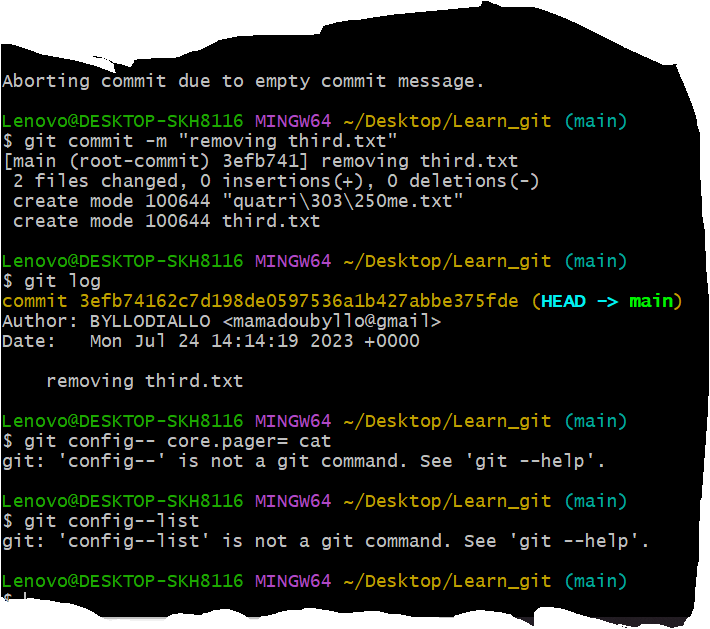 Aborting commit due to empty commit message.
Lenovo@DESKTOP-SKH8116 MINGW64 ~/Desktop/Learn_git (main)
$ git commit -m "removing third.txt"
[main (root-commit) 3efb741] removing third.txt
 2 files changed, 0 insertions(+), 0 deletions(-)
 create mode 100644 "quatri\303\250me.txt"
 create mode 100644 third.txt
Lenovo@DESKTOP-SKH8116 MINGW64 ~/Desktop/Learn_git (main)
$ git log
commit 3efb74162c7d198de0597536a1b427abbe375fde (HEAD -> main)
Author: BYLLODIALLO <mamadoubyllo@gmail>
Date:   Mon Jul 24 14:14:19 2023 +0000
    removing third.txt
Lenovo@DESKTOP-SKH8116 MINGW64 ~/Desktop/Learn_git (main)
$ git config-- core.pager= cat
git: 'config--' is not a git command. See 'git --help'.
Lenovo@DESKTOP-SKH8116 MINGW64 ~/Desktop/Learn_git (main)
$ git config--list
git: 'config--list' is not a git command. See 'git --help'.
Lenovo@DESKTOP-SKH8116 MINGW64 ~/Desktop/Learn_git (main)
$